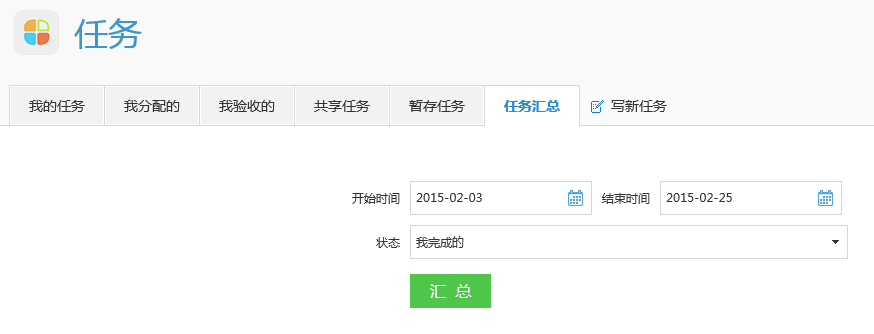 任务
我的任务 我分配的 我验收的 共享任务 暂存任务 任务汇总 写新任务
开始时间 2015-02-03 结束时间 2015-02-25
状态 我完成的
汇 总